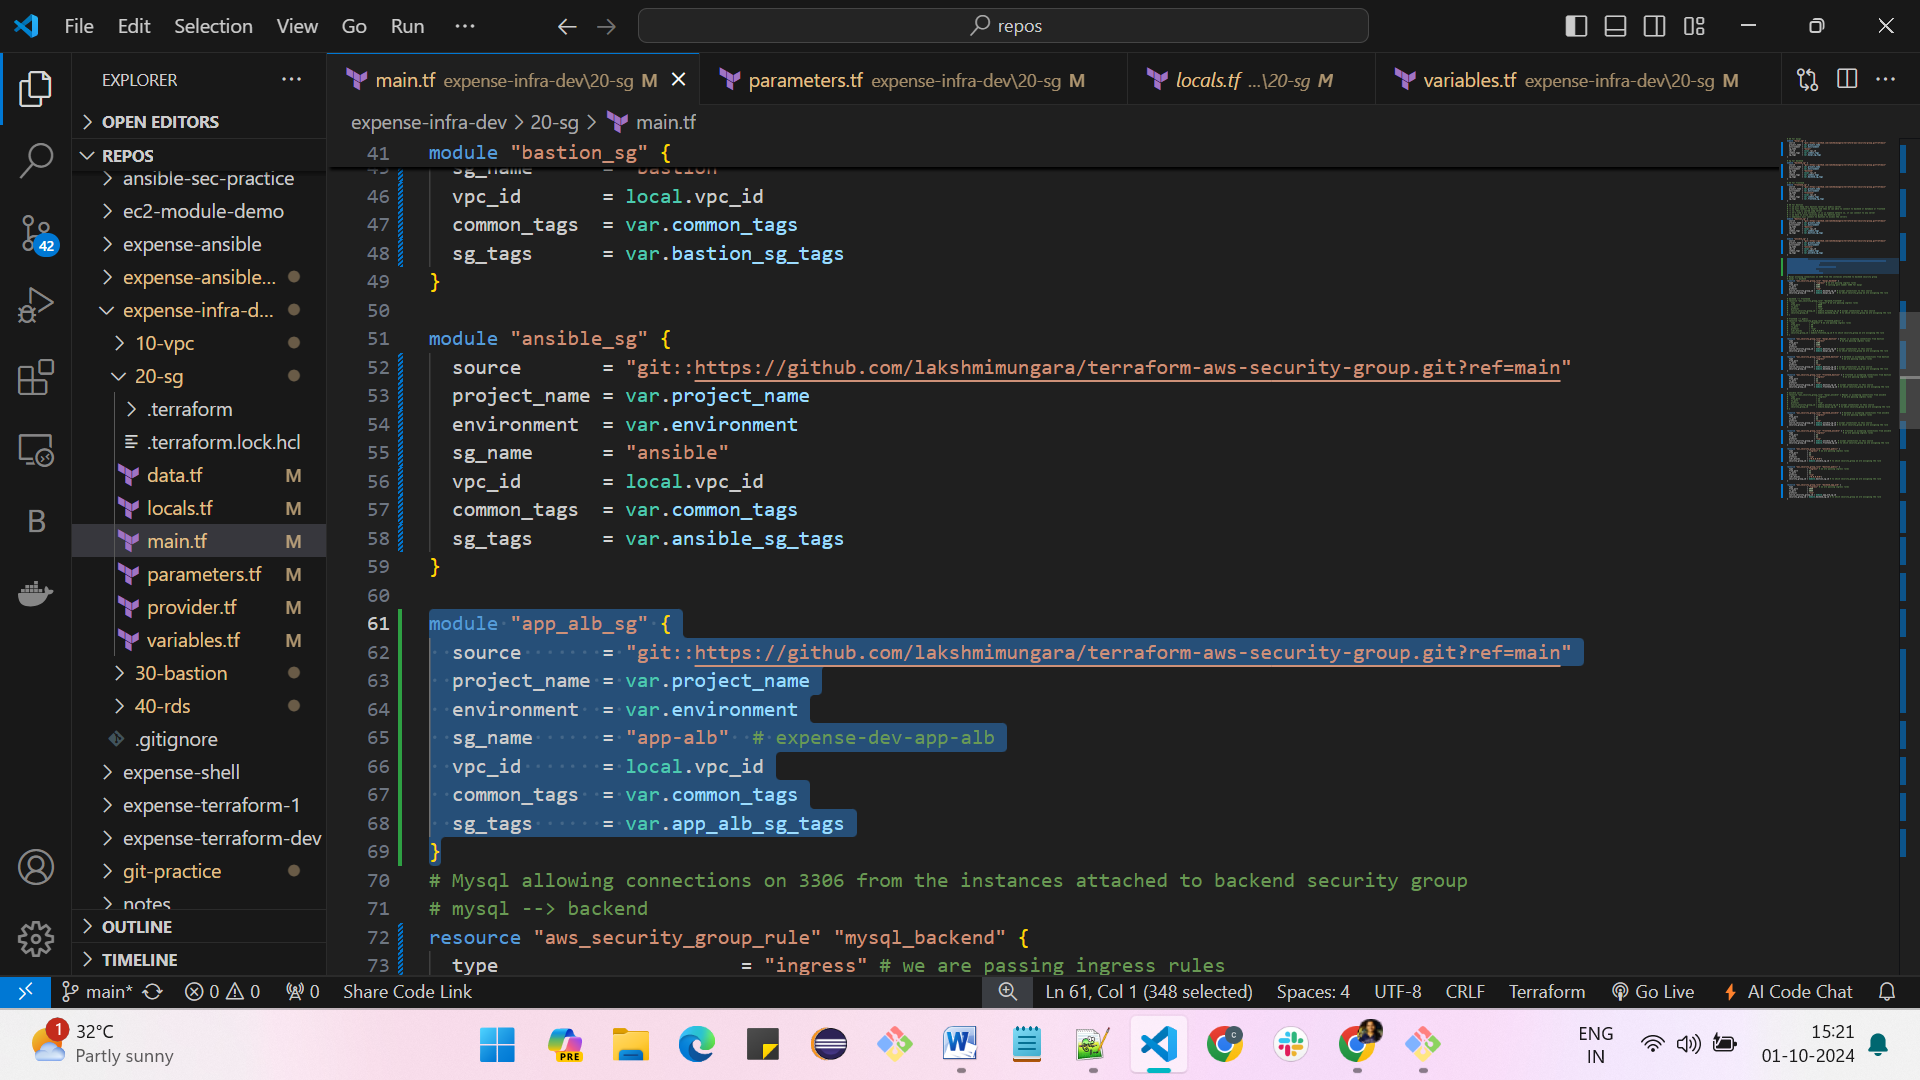 File Edit Selection View Go Run ··· repos
EXPLORER ···
OPEN EDITORS
REPOS
ansible-sec-practice
ec2-module-demo
expense-ansible
expense-ansible...
expense-infra-d...
10-vpc
20-sg
.terraform
.terraform.lock.hcl
data.tf M
locals.tf M
main.tf M
parameters.tf M
provider.tf M
variables.tf M
30-bastion
40-rds
.gitignore
expense-shell
expense-terraform-1
expense-terraform-dev
git-practice
notes
OUTLINE
TIMELINE
42
B
main.tf expense-infra-dev\20-sg M parameters.tf expense-infra-dev\20-sg M locals.tf ...\20-sg M variables.tf expense-infra-dev\20-sg M
expense-infra-dev > 20-sg > main.tf
41 module "bastion_sg" {
45 sg_name = "bastion"
46 vpc_id = local.vpc_id
47 common_tags = var.common_tags
48 sg_tags = var.bastion_sg_tags
49 }
50
51 module "ansible_sg" {
52 source = "git::https://github.com/lakshmimungara/terraform-aws-security-group.git?ref=main"
53 project_name = var.project_name
54 environment = var.environment
55 sg_name = "ansible"
56 vpc_id = local.vpc_id
57 common_tags = var.common_tags
58 sg_tags = var.ansible_sg_tags
59 }
60
61 module "app_alb_sg" {
62 source = "git::https://github.com/lakshmimungara/terraform-aws-security-group.git?ref=main"
63 project_name = var.project_name
64 environment = var.environment
65 sg_name = "app-alb" # expense-dev-app-alb
66 vpc_id = local.vpc_id
67 common_tags = var.common_tags
68 sg_tags = var.app_alb_sg_tags
69 }
70 # Mysql allowing connections on 3306 from the instances attached to backend security group
71 # mysql --> backend
72 resource "aws_security_group_rule" "mysql_backend" {
73 type = "ingress" # we are passing ingress rules
main* 0 0 0 Share Code Link Ln 61, Col 1 (348 selected) Spaces: 4 UTF-8 CRLF Terraform Go Live AI Code Chat
1 32°C
Partly sunny
PRE
C
ENG
IN
15:21
01-10-2024